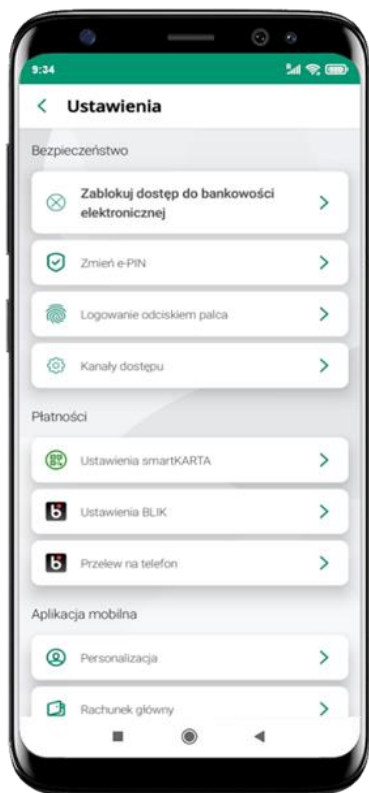 9:34
Ustawienia
Bezpieczeństwo
Zablokuj dostęp do bankowości
elektronicznej
Zmień e-PIN
Logowanie odciskiem palca
Kanały dostępu
Płatności
Ustawienia smartKARTA
Ustawienia BLIK
Przelew na telefon
Aplikacja mobilna
Personalizacja
Rachunek główny